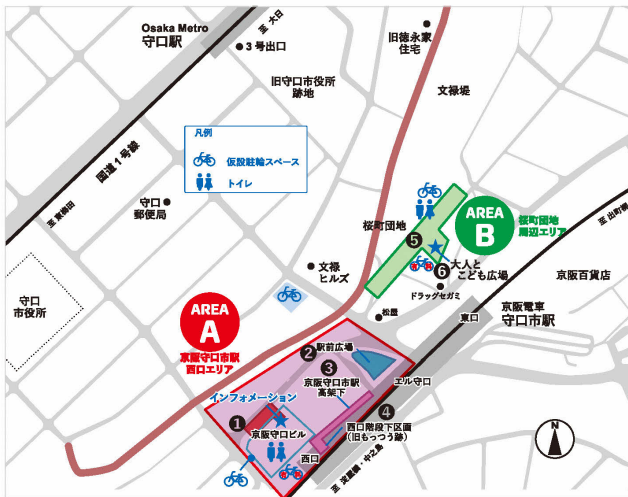 至 大日
Osaka Metro
守口駅
3号出口
旧徳永家
住宅
文禄堤
旧守口市役所
跡地
凡例
仮設駐輪スペース
トイレ
国道1号線
至 東梅田
守口
郵便局
桜町団地
AREA
B
桜町団地
周辺エリア
至 出町柳
5
6
大人と
こども広場
ドラッグセガミ
京阪百貨店
文禄
ヒルズ
松屋
東口
京阪電車
守口市駅
守口
市役所
AREA
A
京阪守口市駅
西口エリア
2
駅前広場
3
京阪守口市駅
高架下
エル守口
インフォメーション
1
京阪守口ビル
4
西口階段下区画
(旧もっつう跡)
西口
至 淀屋橋・中之島
N